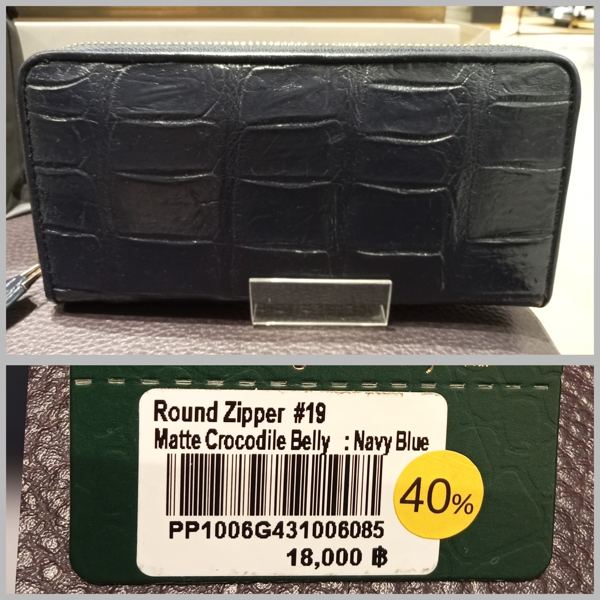 Round Zipper #19
Matte Crocodile Belly : Navy Blue
40%
PP1006G431006085
18,000 ฿